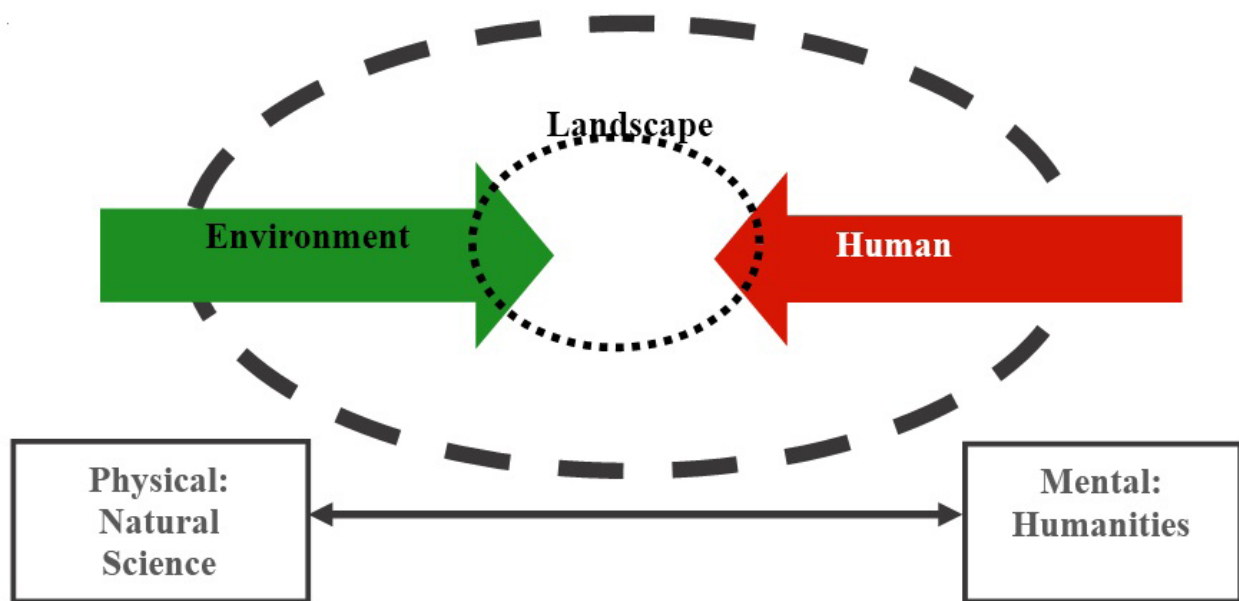 Landscape
Environment
Human
Physical:
Natural
Science
Mental:
Humanities